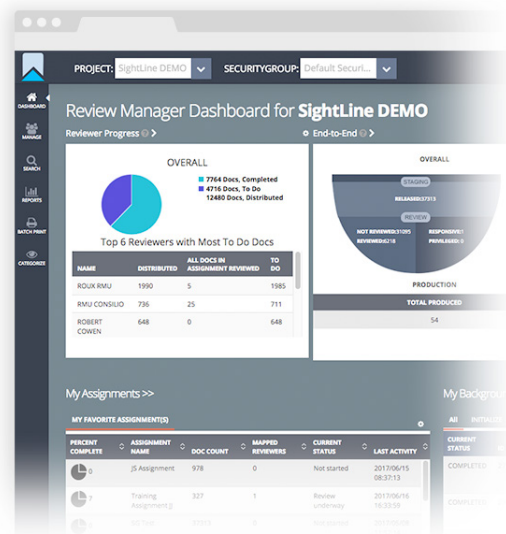 PROJECT: SightLine DEMO SECURITYGROUP: Default Securi...
DASHBOARD
MANAGE
SEARCH
REPORTS
BATCH PRINT
CATEGORIZE
Review Manager Dashboard for SightLine DEMO
Reviewer Progress
End-to-End
OVERALL
7764 Docs, Completed
4716 Docs, To Do
12480 Docs, Distributed
Top 6 Reviewers with Most To Do Docs
NAME DISTRIBUTED ALL DOCS IN ASSIGNMENT REVIEWED TO DO
ROUX RMU 1990 5 1985
RMU CONSILIO 736 25 711
ROBERT COWEN 648 0 648
OVERALL
STAGING
RELEASED:37313
REVIEW
NOT REVIEWED:31095 RESPONSIVE:
REVIEWED:6218 PRIVILEGED:
PRODUCTION
TOTAL PRODUCED
54
My Assignments >>
MY FAVORITE ASSIGNMENT(S)
PERCENT COMPLETE ASSIGNMENT NAME DOC COUNT MAPPED REVIEWERS CURRENT STATUS LAST ACTIVITY
0 JS Assignment 978 0 Not started 2017/06/15 08:37:13
7 Training 327 1 Review underway 2017/06/16
My Backgrou
All
CURRENT STATUS
COMPLETED